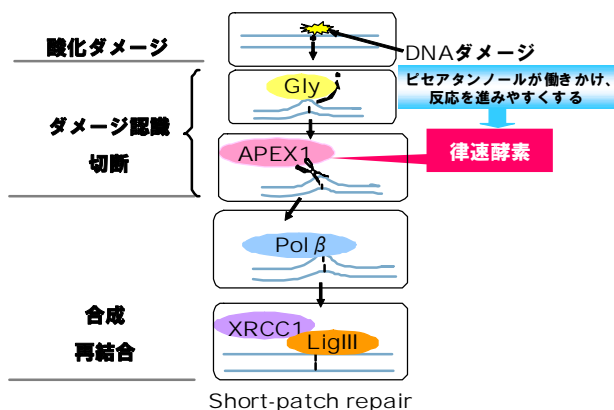 酸化ダメージ
DNAダメージ
ピセアタンノールが働きかけ、
反応を進みやすくする
Gly
ダメージ認識
切断
APEX1
律速酵素
Pol β
合成
再結合
XRCC1
LigIII
Short-patch repair